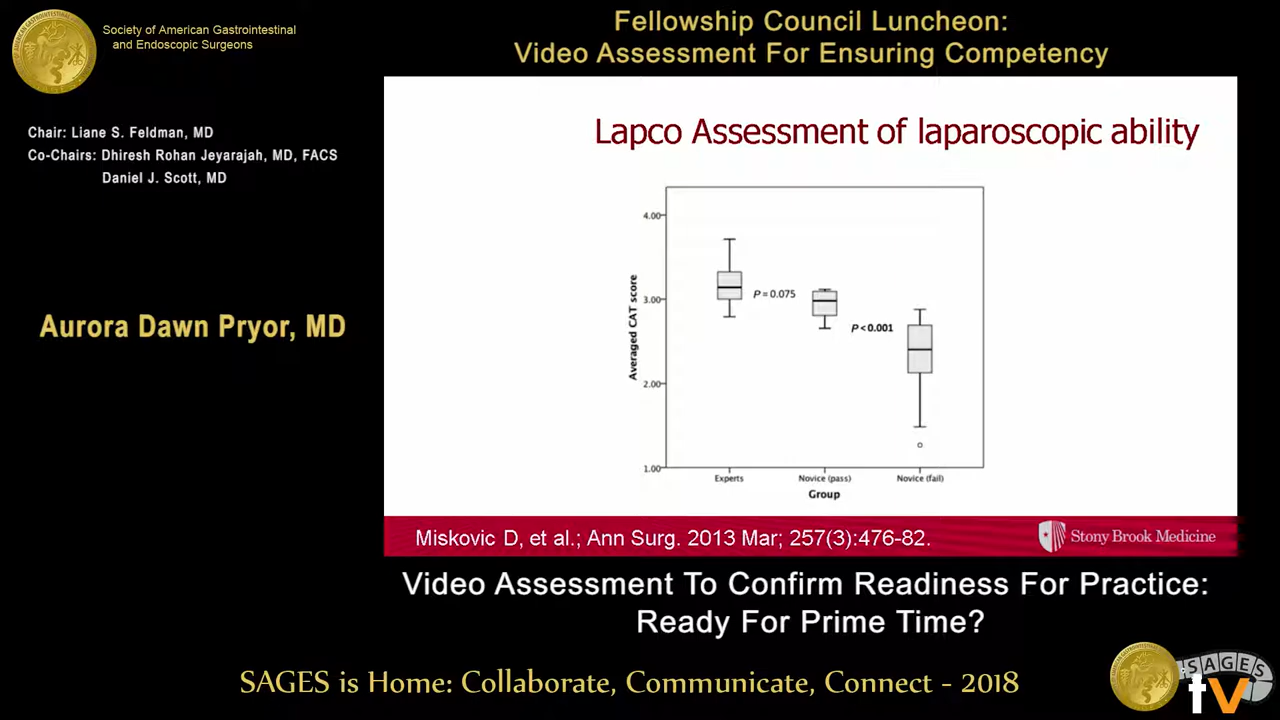 Society of American Gastrointestinal
and Endoscopic Surgeons
Fellowship Council Luncheon:
Video Assessment For Ensuring Competency
Chair: Liane S. Feldman, MD
Co-Chairs: Dhiresh Rohan Jeyarajah, MD, FACS
Daniel J. Scott, MD
Aurora Dawn Pryor, MD
Lapco Assessment of laparoscopic ability
Averaged CAT score
4.00
3.00
2.00
1.00
P = 0.075
P < 0.001
Experts
Novice (pass)
Novice (fail)
Group
Miskovic D, et al.; Ann Surg. 2013 Mar; 257(3):476-82.
Stony Brook Medicine
Video Assessment To Confirm Readiness For Practice:
Ready For Prime Time?
SAGES is Home: Collaborate, Communicate, Connect - 2018
SAGES
tv